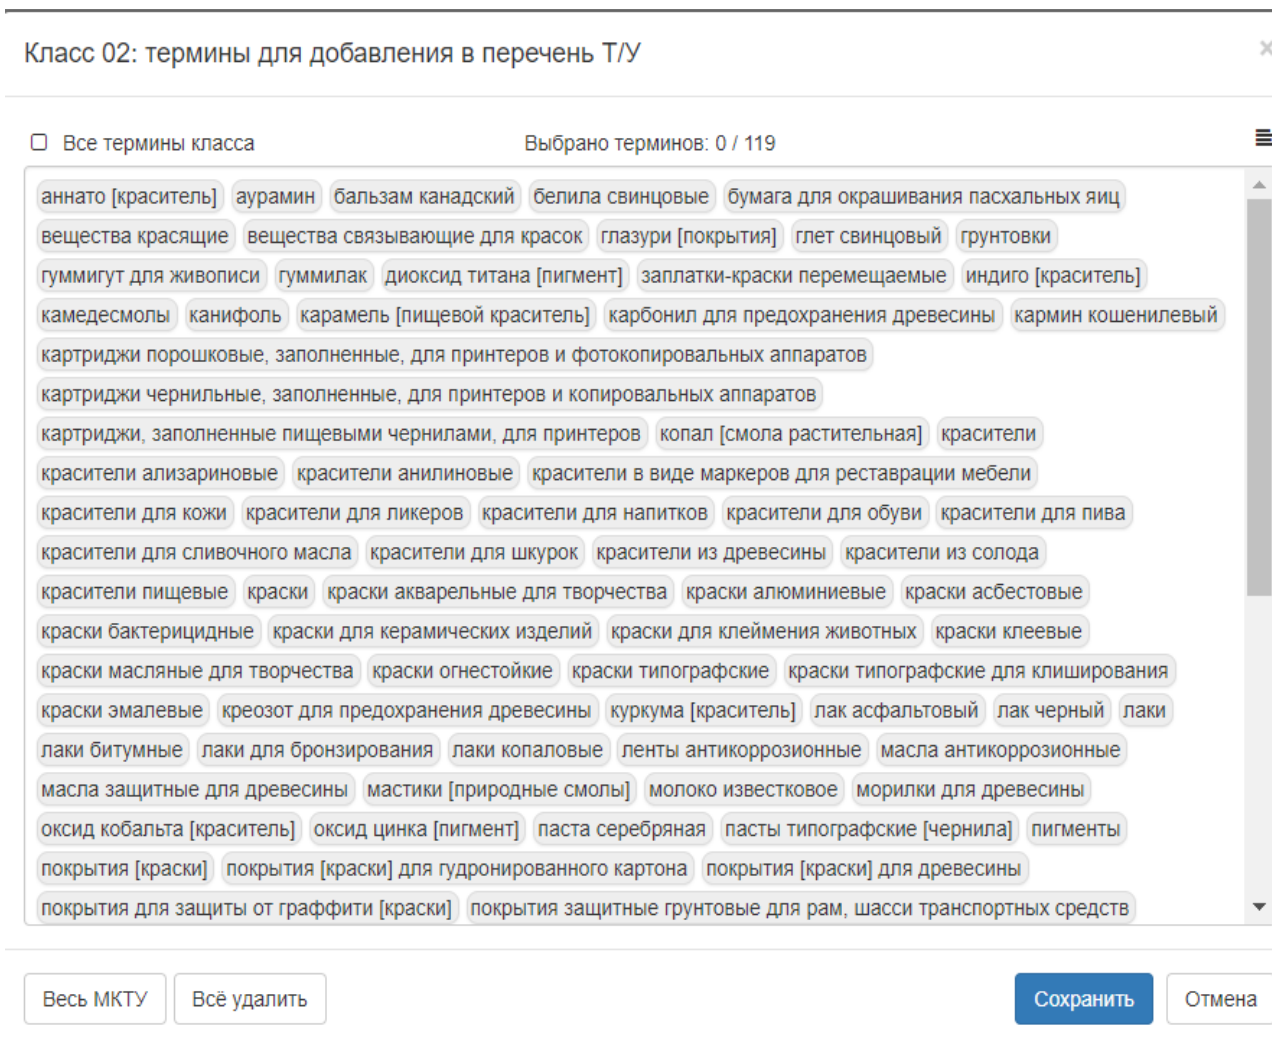 Класс 02: термины для добавления в перечень Т/У
Все термины класса Выбрано терминов: 0 / 119
аннато [краситель] аурамин бальзам канадский белила свинцовые бумага для окрашивания пасхальных яиц
вещества красящие вещества связывающие для красок глазури [покрытия] глет свинцовый грунтовки
гуммигут для живописи гуммилак диоксид титана [пигмент] заплатки-краски перемещаемые индиго [краситель]
камедесмолы канифоль карамель [пищевой краситель] карбонил для предохранения древесины кармин кошенилевый
картриджи порошковые, заполненные, для принтеров и фотокопировальных аппаратов
картриджи чернильные, заполненные, для принтеров и копировальных аппаратов
картриджи, заполненные пищевыми чернилами, для принтеров копал [смола растительная] красители
красители ализариновые красители анилиновые красители в виде маркеров для реставрации мебели
красители для кожи красители для ликеров красители для напитков красители для обуви красители для пива
красители для сливочного масла красители для шкурок красители из древесины красители из солода
красители пищевые краски краски акварельные для творчества краски алюминиевые краски асбестовые
краски бактерицидные краски для керамических изделий краски для клеймения животных краски клеевые
краски масляные для творчества краски огнестойкие краски типографские краски типографские для клиширования
краски эмалевые креозот для предохранения древесины куркума [краситель] лак асфальтовый лак черный лаки
лаки битумные лаки для бронзирования лаки копаловые ленты антикоррозионные масла антикоррозионные
масла защитные для древесины мастики [природные смолы] молоко известковое морилки для древесины
оксид кобальта [краситель] оксид цинка [пигмент] паста серебряная пасты типографские [чернила] пигменты
покрытия [краски] покрытия [краски] для гудронированного картона покрытия [краски] для древесины
покрытия для защиты от граффити [краски] покрытия защитные грунтовые для рам, шасси транспортных средств
Весь МКТУ Всё удалить Сохранить Отмена